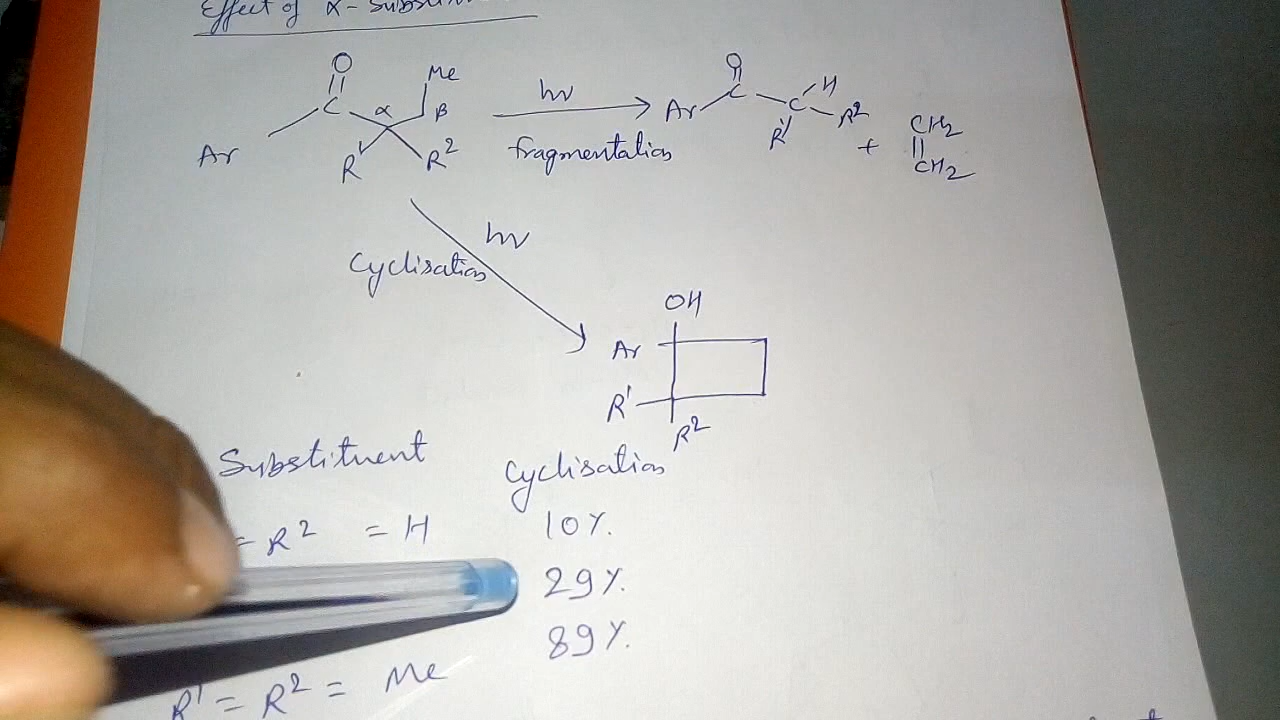 Effect of α-
O
Me
Ar
α
β
R1
R2
hν
fragmentation
O
Ar
C
H
R1
R2
+
CH2
CH2
hν
Cyclisation
OH
Ar
R1
R2
Substituent Cyclisation
= R2 = H 10%.
29%.
89%.
R1 = R2 = Me